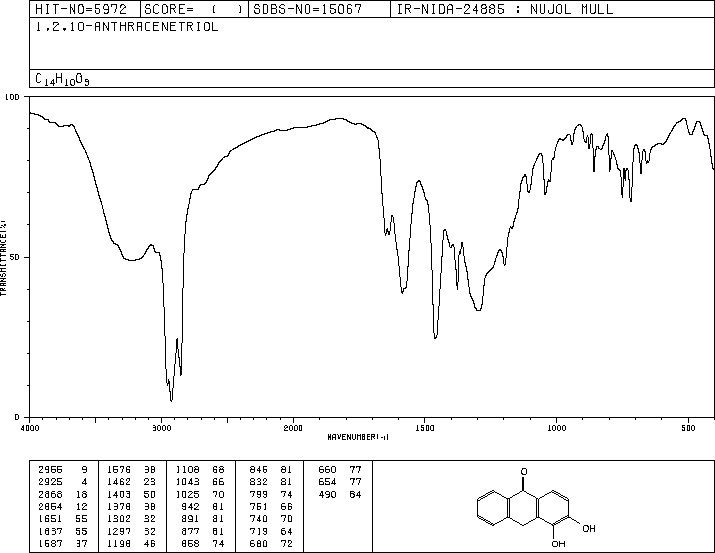 HIT-NO=5972 SCORE= ( ) SDBS-NO=15067 IR-NIDA-24885 : NUJOL MULL
1,2,10-ANTHRACENETRIOL
C14H10O3
100
50
0
TRANSMITTANCE(%)
4000 3000 2000 1500 1000 500
WAVENUMBER(-1)
2955 9 1576 38 1108 68 846 81 660 77
2925 4 1462 23 1043 66 832 81 654 77
2868 18 1403 50 1025 70 799 74 490 84
2854 12 1378 38 942 81 751 66
1651 55 1302 32 891 81 740 70
1637 55 1297 32 877 81 719 64
1587 37 1198 46 858 74 680 72
O
OH
OH